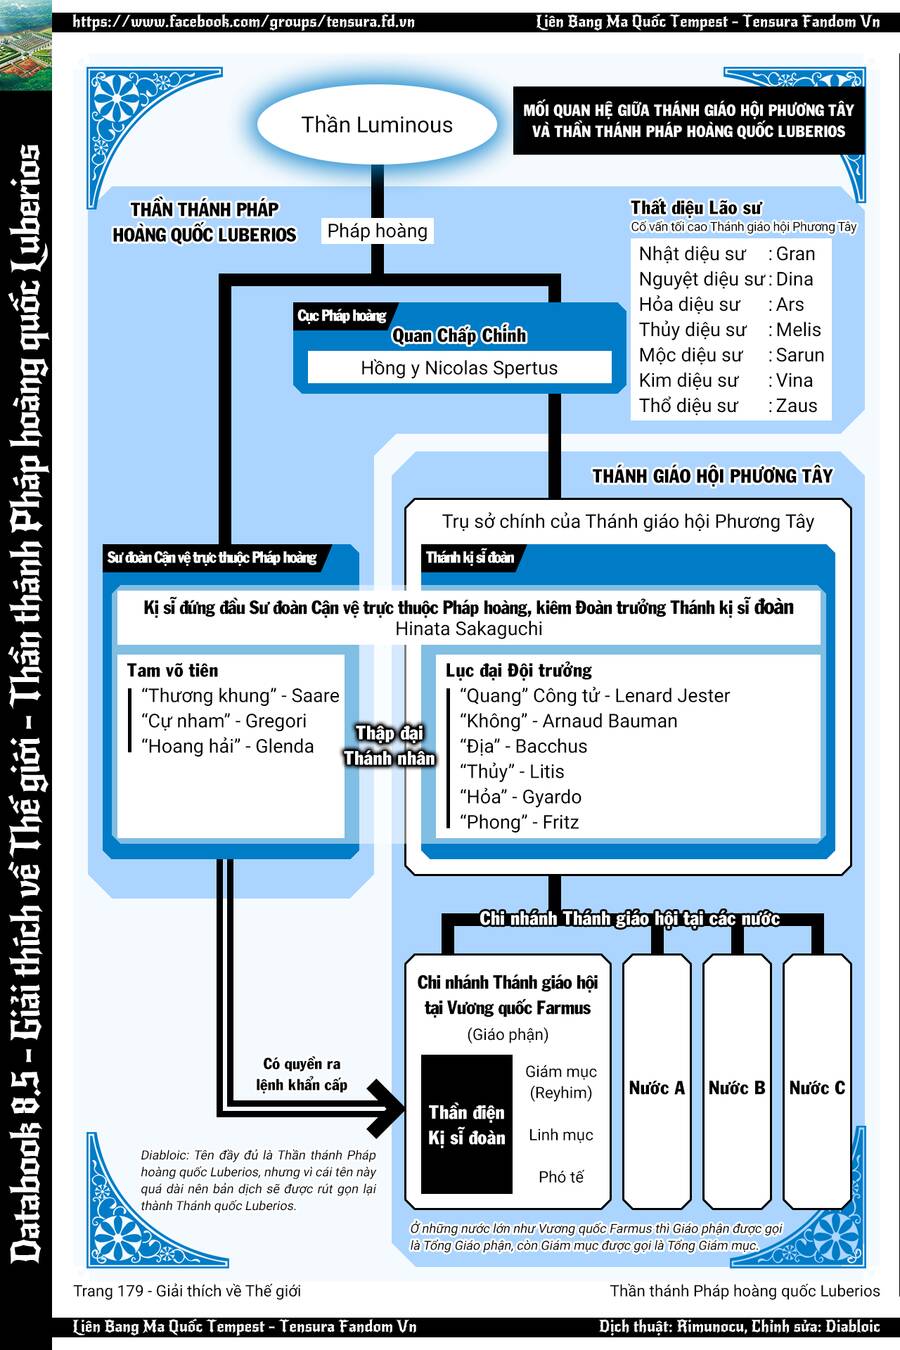 https://www.facebook.com/groups/tensura.fd.vn
Liên Bang Ma Quốc Tempest - Tensura Fandom Vn
Databook 8.5 - Giải thích về Thế giới - Thần thánh Pháp hoàng quốc Luberios
Thần Luminous
MỐI QUAN HỆ GIỮA THÁNH GIÁO HỘI PHƯƠNG TÂY
VÀ THẦN THÁNH PHÁP HOÀNG QUỐC LUBERIOS
THẦN THÁNH PHÁP
HOÀNG QUỐC LUBERIOS
Pháp hoàng
Thất diệu Lão sư
Cố vấn tối cao Thánh giáo hội Phương Tây
Nhật diệu sư : Gran
Nguyệt diệu sư : Dina
Hỏa diệu sư : Ars
Thủy diệu sư : Melis
Mộc diệu sư : Sarun
Kim diệu sư : Vina
Thổ diệu sư : Zaus
Cục Pháp hoàng
Quan Chấp Chính
Hồng y Nicolas Spertus
THÁNH GIÁO HỘI PHƯƠNG TÂY
Trụ sở chính của Thánh giáo hội Phương Tây
Sư đoàn Cận vệ trực thuộc Pháp hoàng
Thánh kị sĩ đoàn
Kị sĩ đứng đầu Sư đoàn Cận vệ trực thuộc Pháp hoàng, kiêm Đoàn trưởng Thánh kị sĩ đoàn
Hinata Sakaguchi
Tam võ tiên
“Thương khung” - Saare
“Cự nham” - Gregori
“Hoang hải” - Glenda
Thập đại
Thánh nhân
Lục đại Đội trưởng
“Quang” Công tử - Lenard Jester
“Không” - Arnaud Bauman
“Địa” - Bacchus
“Thủy” - Litis
“Hỏa” - Gyardo
“Phong” - Fritz
Chi nhánh Thánh giáo hội tại các nước
Chi nhánh Thánh giáo hội
tại Vương quốc Farmus
(Giáo phận)
Thần điện
Kị sĩ đoàn
Giám mục
(Reyhim)
Linh mục
Phó tế
Nước A
Nước B
Nước C
Có quyền ra
lệnh khẩn cấp
Diabloic: Tên đầy đủ là Thần thánh Pháp
hoàng quốc Luberios, nhưng vì cái tên này
quá dài nên bản dịch sẽ được rút gọn lại
thành Thánh quốc Luberios.
Ở những nước lớn như Vương quốc Farmus thì Giáo phận được gọi
là Tổng Giáo phận, còn Giám mục được gọi là Tổng Giám mục.
Trang 179 - Giải thích về Thế giới
Thần thánh Pháp hoàng quốc Luberios
Liên Bang Ma Quốc Tempest - Tensura Fandom Vn
Dịch thuật: Rimunocu, Chỉnh sửa: Diabloic